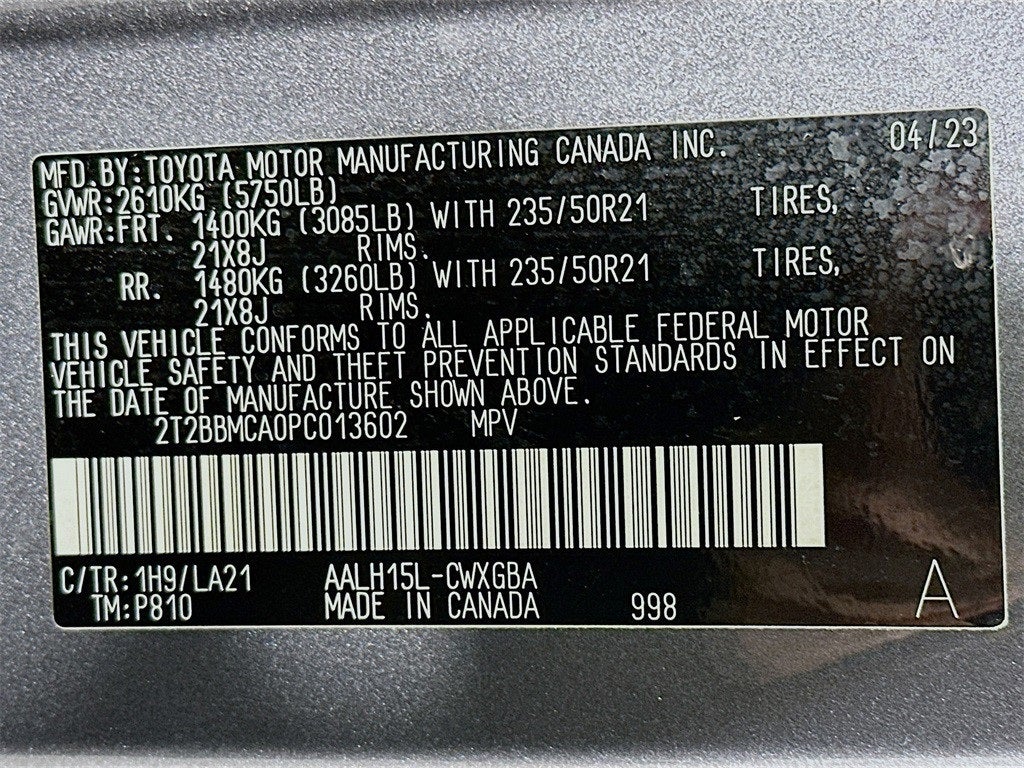 MFD.BY:TOYOTA MOTOR MANUFACTURING CANADA INC. 04/23
GVWR:2610KG (5750LB)
GAWR:FRT. 1400KG (3085LB) WITH 235/50R21 TIRES,
21X8J RIMS.
RR. 1480KG (3260LB) WITH 235/50R21 TIRES,
21X8J RIMS.
THIS VEHICLE CONFORMS TO ALL APPLICABLE FEDERAL MOTOR
VEHICLE SAFETY AND THEFT PREVENTION STANDARDS IN EFFECT ON
THE DATE OF MANUFACTURE SHOWN ABOVE.
2T2BBMCA0PC013602 MPV
C/TR:1H9/LA21 AALH15L-CWXGBA
TM:P810 MADE IN CANADA 998 A